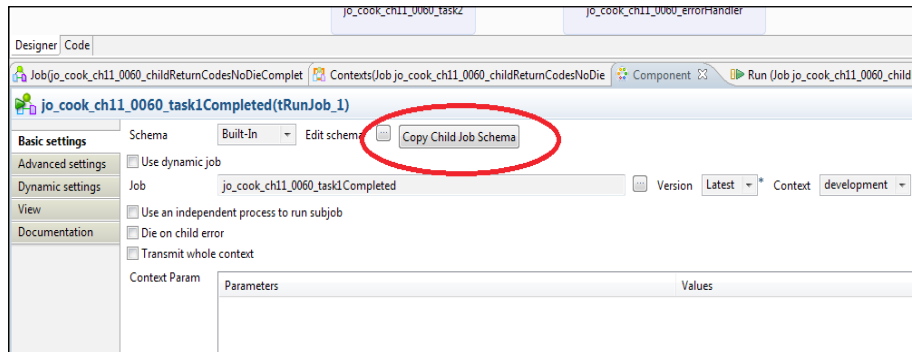 jo_cook_ch11_0060_task2 jo_cook_ch11_0060_errorHandler
Designer Code
Job(jo_cook_ch11_0060_childReturnCodesNoDieComplet Contexts(Job jo_cook_ch11_0060_childReturnCodesNoDie Component Run (Job jo_cook_ch11_0060_child
jo_cook_ch11_0060_task1Completed(tRunJob_1)
Basic settings
Advanced settings
Dynamic settings
View
Documentation
Schema Built-In Edit schema ... Copy Child Job Schema
Use dynamic job
Job jo_cook_ch11_0060_task1Completed ... Version Latest * Context development
Use an independent process to run subjob
Die on child error
Transmit whole context
Context Param Parameters Values